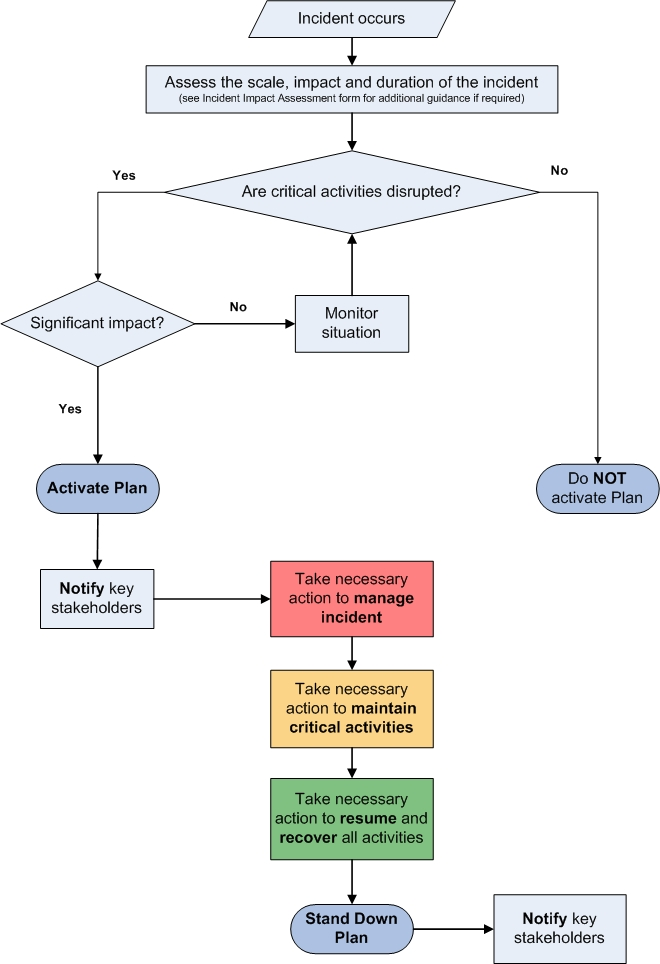 Incident occurs
Assess the scale, impact and duration of the incident
(see Incident Impact Assessment form for additional guidance if required)
Yes
No
Are critical activities disrupted?
No
Significant impact?
Monitor
situation
Yes
Activate Plan
Do NOT
activate Plan
Notify key
stakeholders
Take necessary
action to manage
incident
Take necessary
action to maintain
critical activities
Take necessary
action to resume and
recover all activities
Stand Down
Plan
Notify key
stakeholders